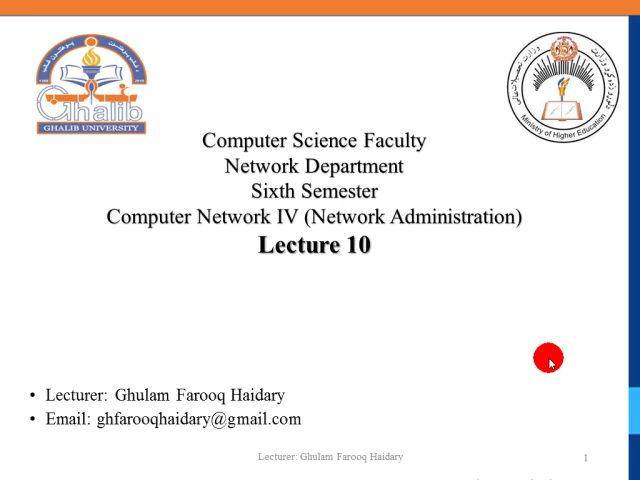 Ghalib
GHALIB UNIVERSITY
Ministry of Higher Education
Computer Science Faculty
Network Department
Sixth Semester
Computer Network IV (Network Administration)
Lecture 10
• Lecturer: Ghulam Farooq Haidary
• Email: ghfarooqhaidary@gmail.com
Lecturer: Ghulam Farooq Haidary
1